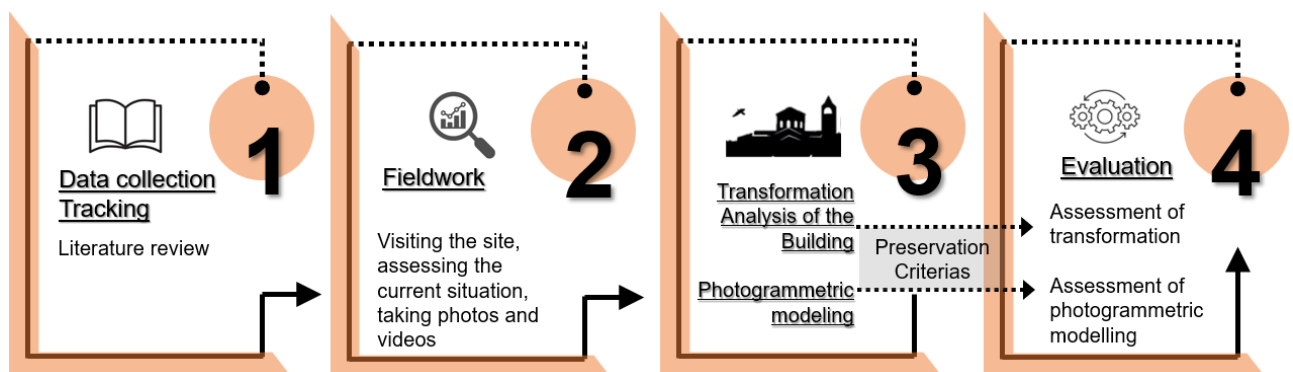 1
Data collection
Tracking
Literature review
2
Fieldwork
Visiting the site,
assessing the
current situation,
taking photos and
videos
3
Transformation
Analysis of the
Building
Photogrammetric
modeling
Preservation
Criterias
4
Evaluation
Assessment of
transformation
Assessment of
photogrammetric
modelling